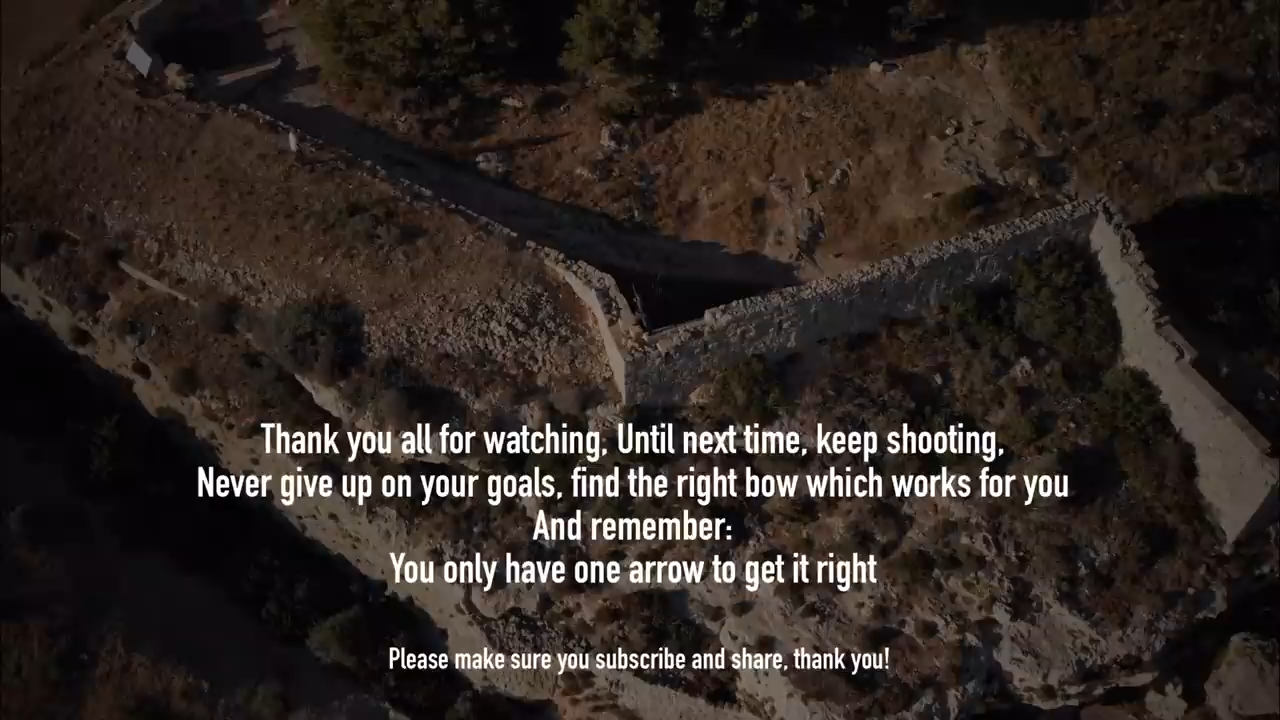 Thank you all for watching, Until next time, keep shooting,
Never give up on your goals, find the right bow which works for you
And remember:
You only have one arrow to get it right
Please make sure you subscribe and share, thank you!